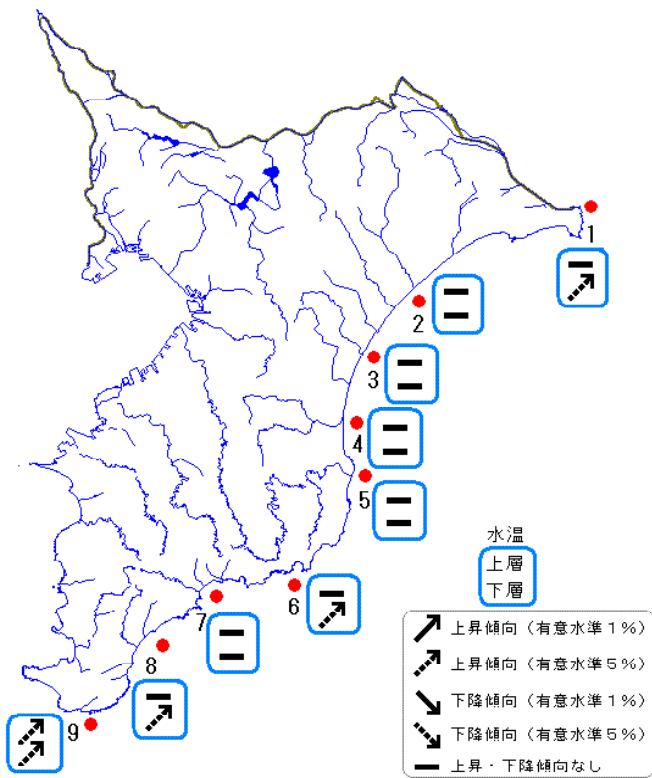 1
2
3
4
5
6
7
8
9
水温
上層
下層
上昇傾向（有意水準１％）
上昇傾向（有意水準５％）
下降傾向（有意水準１％）
下降傾向（有意水準５％）
上昇・下降傾向なし